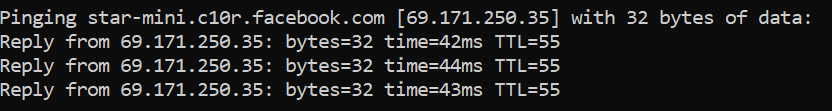 Pinging star-mini.c10r.facebook.com [69.171.250.35] with 32 bytes of data:
Reply from 69.171.250.35: bytes=32 time=42ms TTL=55
Reply from 69.171.250.35: bytes=32 time=44ms TTL=55
Reply from 69.171.250.35: bytes=32 time=43ms TTL=55